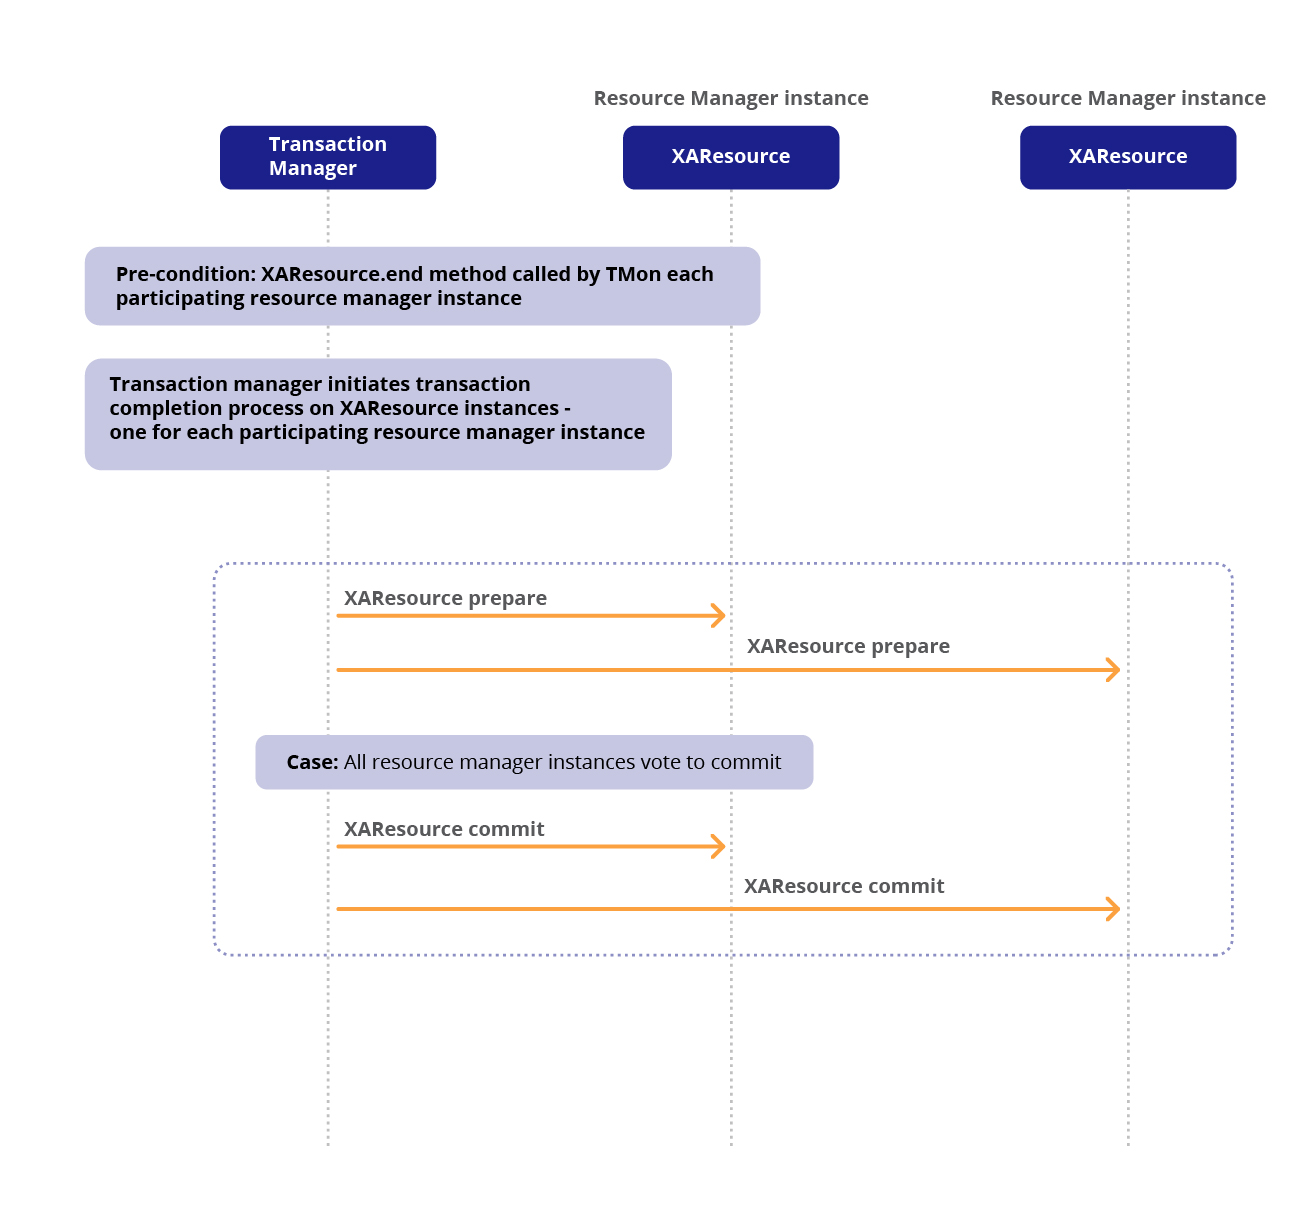 Resource Manager instance
Resource Manager instance
Transaction
Manager
XAResource
XAResource
Pre-condition: XAResource.end method called by TMon each
participating resource manager instance
Transaction manager initiates transaction
completion process on XAResource instances -
one for each participating resource manager instance
XAResource prepare
XAResource prepare
Case: All resource manager instances vote to commit
XAResource commit
XAResource commit